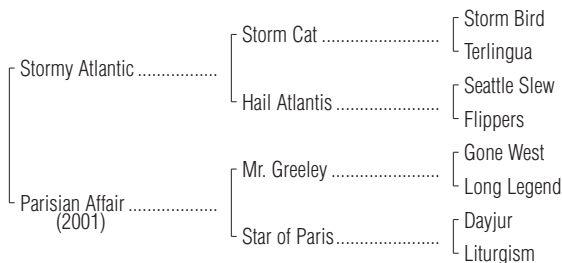 Storm Bird
Storm Cat ........................
Terlingua
Stormy Atlantic ................
Seattle Slew
Hail Atlantis .....................
Flippers
Gone West
Mr. Greeley ......................
Long Legend
Parisian Affair ..................
(2001)
Dayjur
Star of Paris.....................
Liturgism